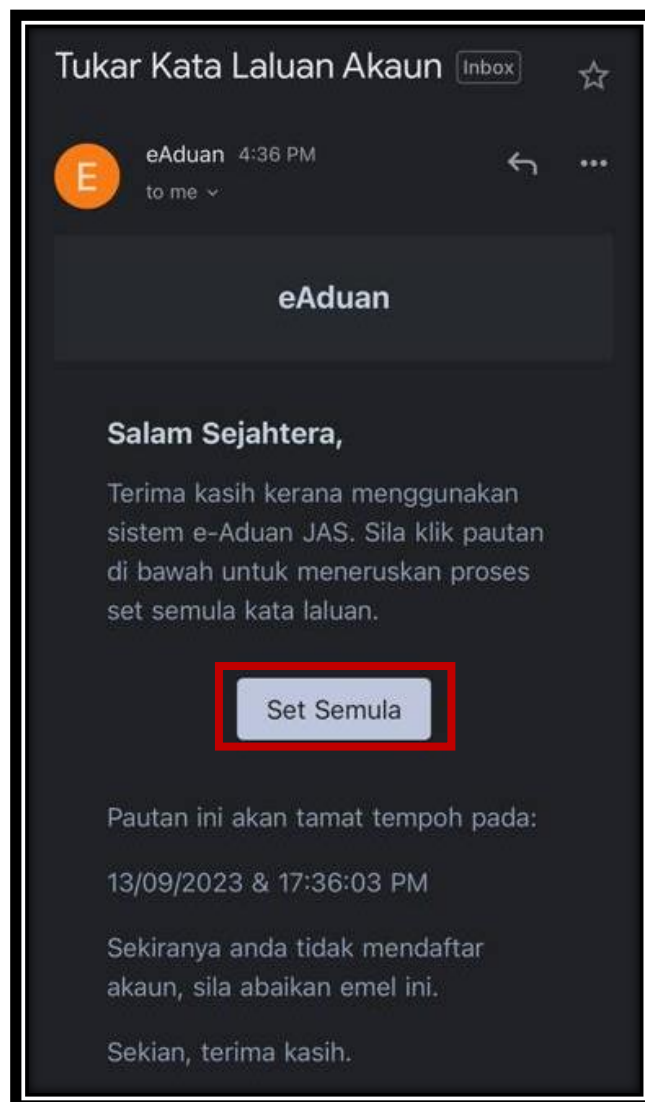 Tukar Kata Laluan Akaun Inbox
eAduan 4:36 PM
E
to me
eAduan
Salam Sejahtera,
Terima kasih kerana menggunakan
sistem e-Aduan JAS. Sila klik pautan
di bawah untuk meneruskan proses
set semula kata laluan.
Set Semula
Pautan ini akan tamat tempoh pada:
13/09/2023 & 17:36:03 PM
Sekiranya anda tidak mendaftar
akaun, sila abaikan emel ini.
Sekian, terima kasih.